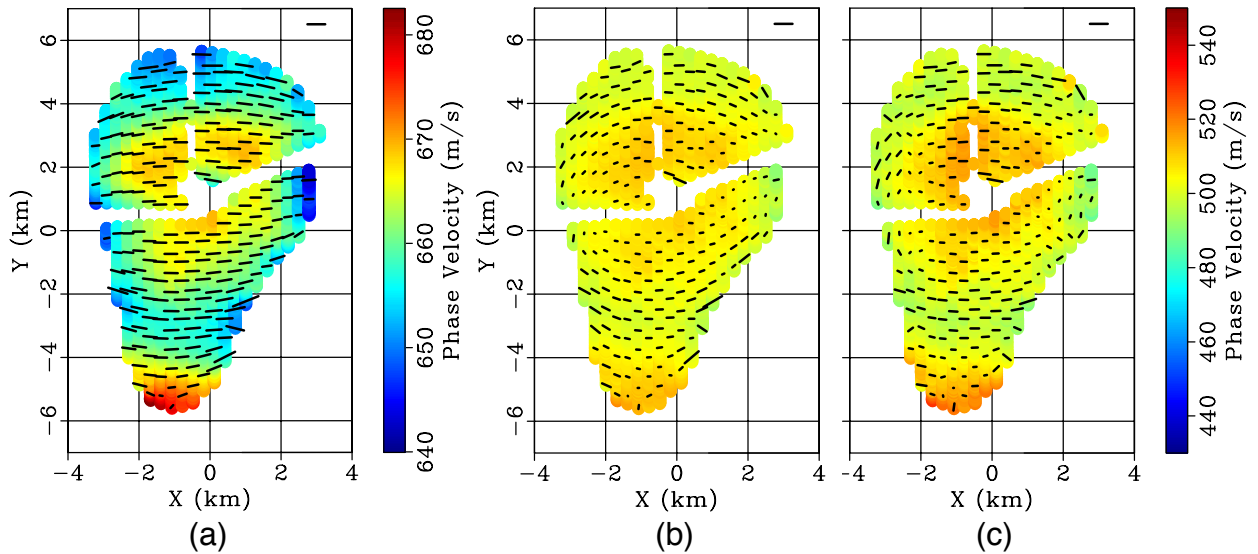 6
4
2
0
−2
−4
−6
Y (km)
−4 −2 0 2 4
X (km)
(a)
680
670
660
650
640
Phase Velocity (m/s)
6
4
2
0
−2
−4
−6
Y (km)
−4 −2 0 2 4
X (km)
(b)
-4 −2 0 2 4
X (km)
(c)
540
520
500
480
460
440
Phase Velocity (m/s)